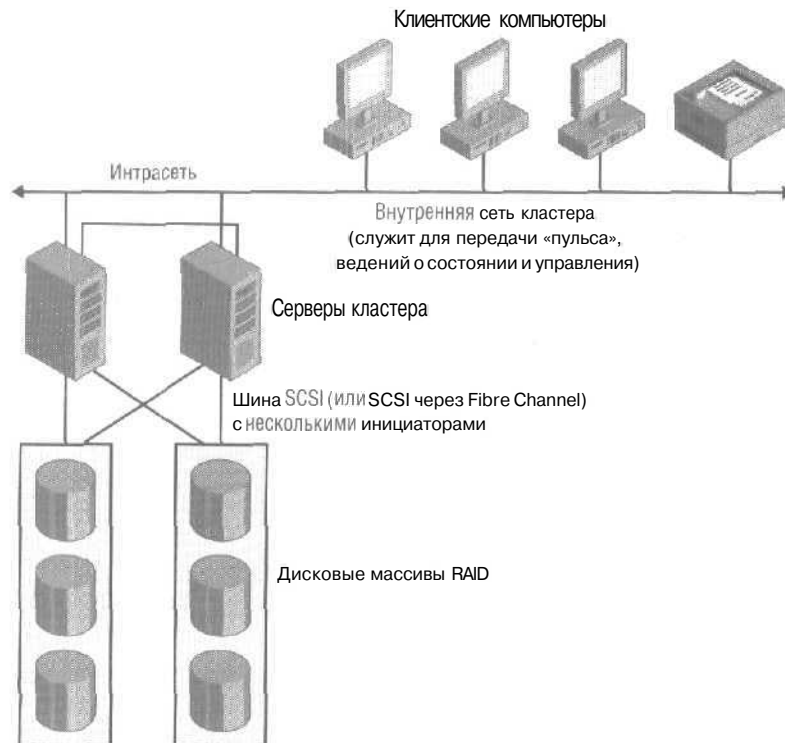 Клиентские компьютеры
Интрасеть
Внутренняя сеть кластера
(служит для передачи «пульса»,
ведений о состоянии и управления)
Серверы кластера
Шина SCSI (или SCSI через Fibre Channel)
с несколькими инициаторами
Дисковые массивы RAID